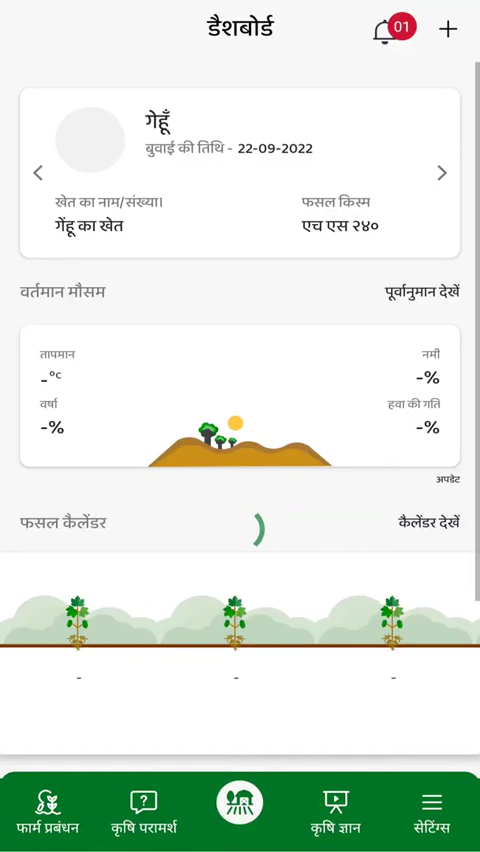 डैशबोर्ड
01
गेहूँ
बुवाई की तिथि - 22-09-2022
खेत का नाम/संख्या।
फसल किस्म
गेंहू का खेत
एच एस २४०
वर्तमान मौसम
पूर्वानुमान देखें
तापमान
नमी
-°c
-%
वर्षा
हवा की गति
-%
-%
अपडेट
फसल कैलेंडर
कैलेंडर देखें
- - -
फार्म प्रबंधन
कृषि परामर्श
कृषि ज्ञान
सेटिंग्स